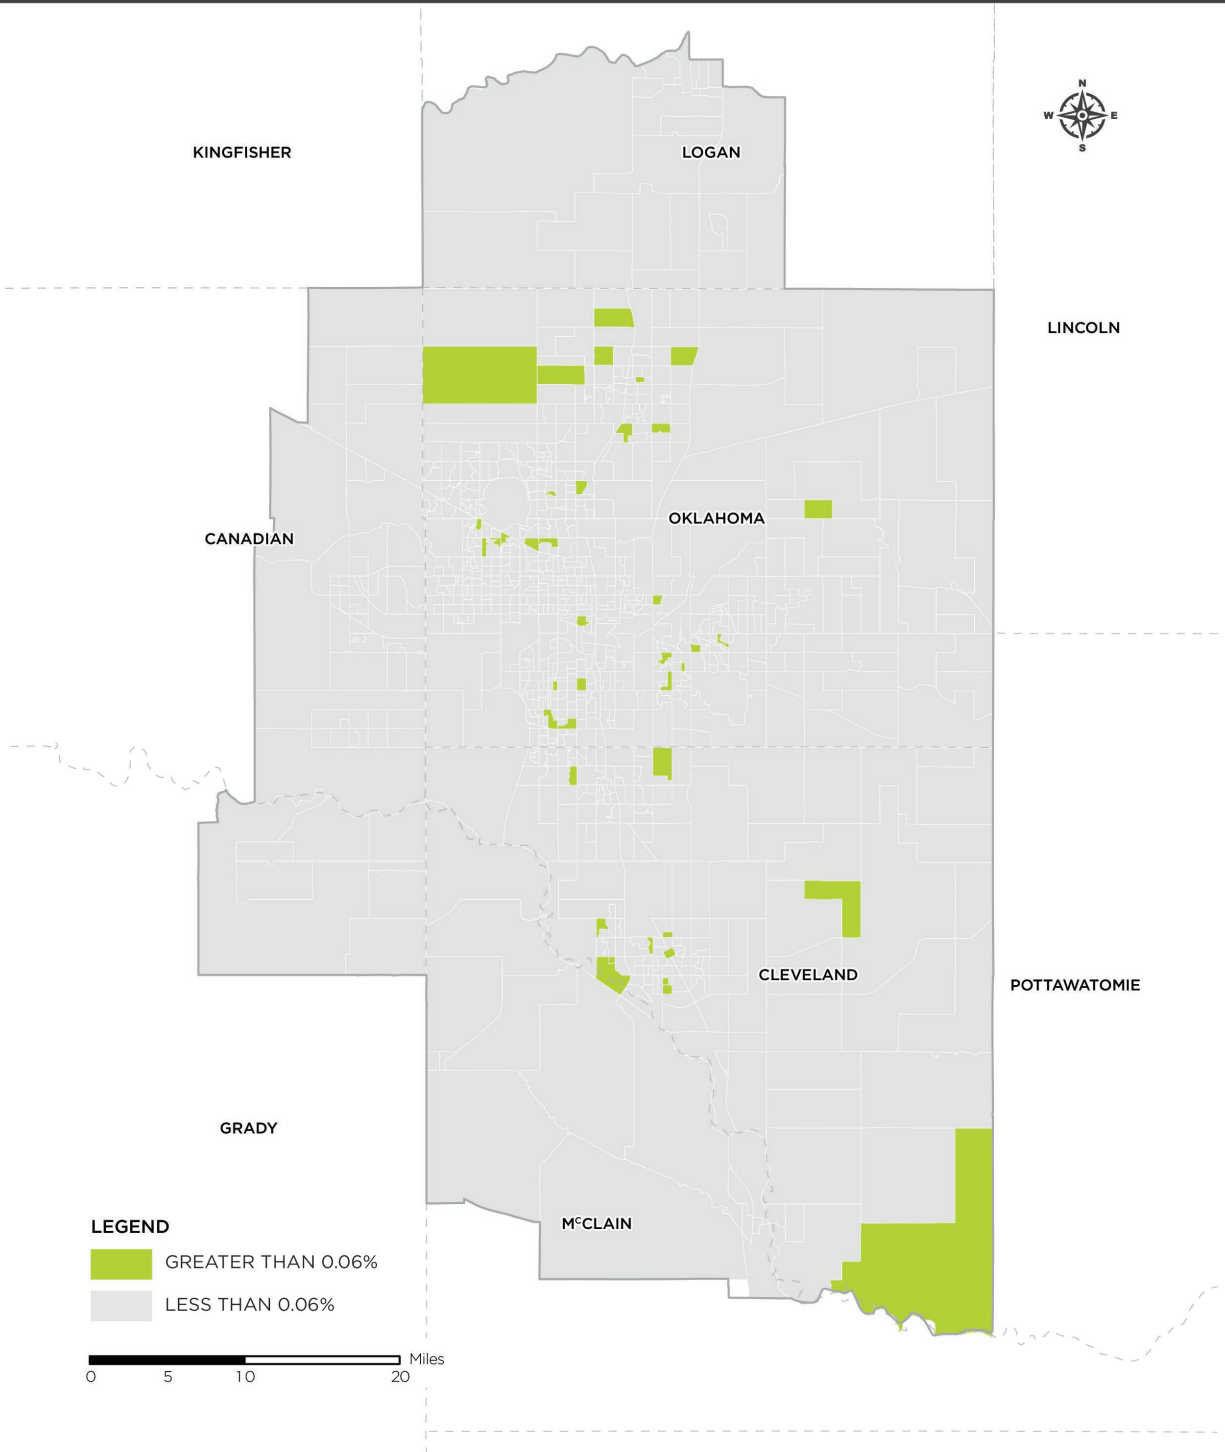 N
W E
S
KINGFISHER
LOGAN
LINCOLN
OKLAHOMA
CANADIAN
CLEVELAND
POTTAWATOMIE
GRADY
MCCLAIN
LEGEND
GREATER THAN 0.06%
LESS THAN 0.06%
Miles
0 5 10 20